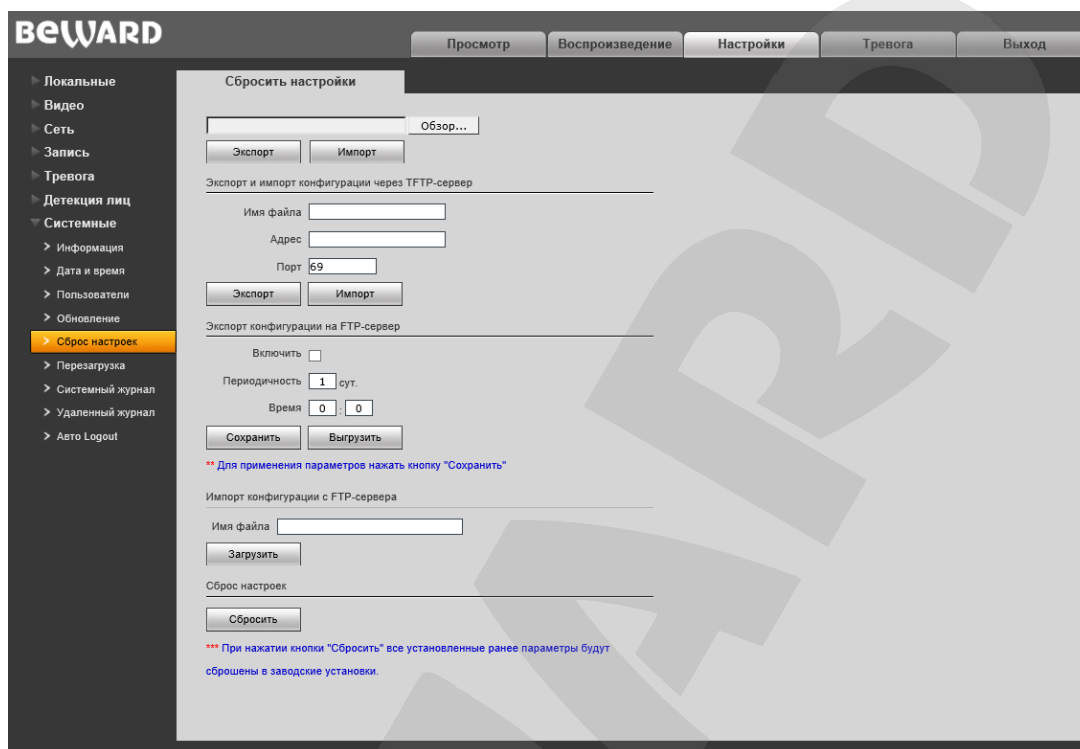 BEWARD
Просмотр
Воспроизведение
Настройки
Тревога
Выход
Локальные
Видео
Сеть
Запись
Тревога
Детекция лиц
Системные
Информация
Дата и время
Пользователи
Обновление
Сброс настроек
Перезагрузка
Системный журнал
Удаленный журнал
Авто Logout
Сбросить настройки
Обзор...
Экспорт Импорт
Экспорт и импорт конфигурации через TFTP-сервер
Имя файла
Адрес
Порт 69
Экспорт Импорт
Экспорт конфигурации на FTP-сервер
Включить
Периодичность 1 сут.
Время 0 : 0
Сохранить Выгрузить
** Для применения параметров нажать кнопку "Сохранить"
Импорт конфигурации с FTP-сервера
Имя файла
Загрузить
Сброс настроек
Сбросить
*** При нажатии кнопки "Сбросить" все установленные ранее параметры будут
сброшены в заводские установки.